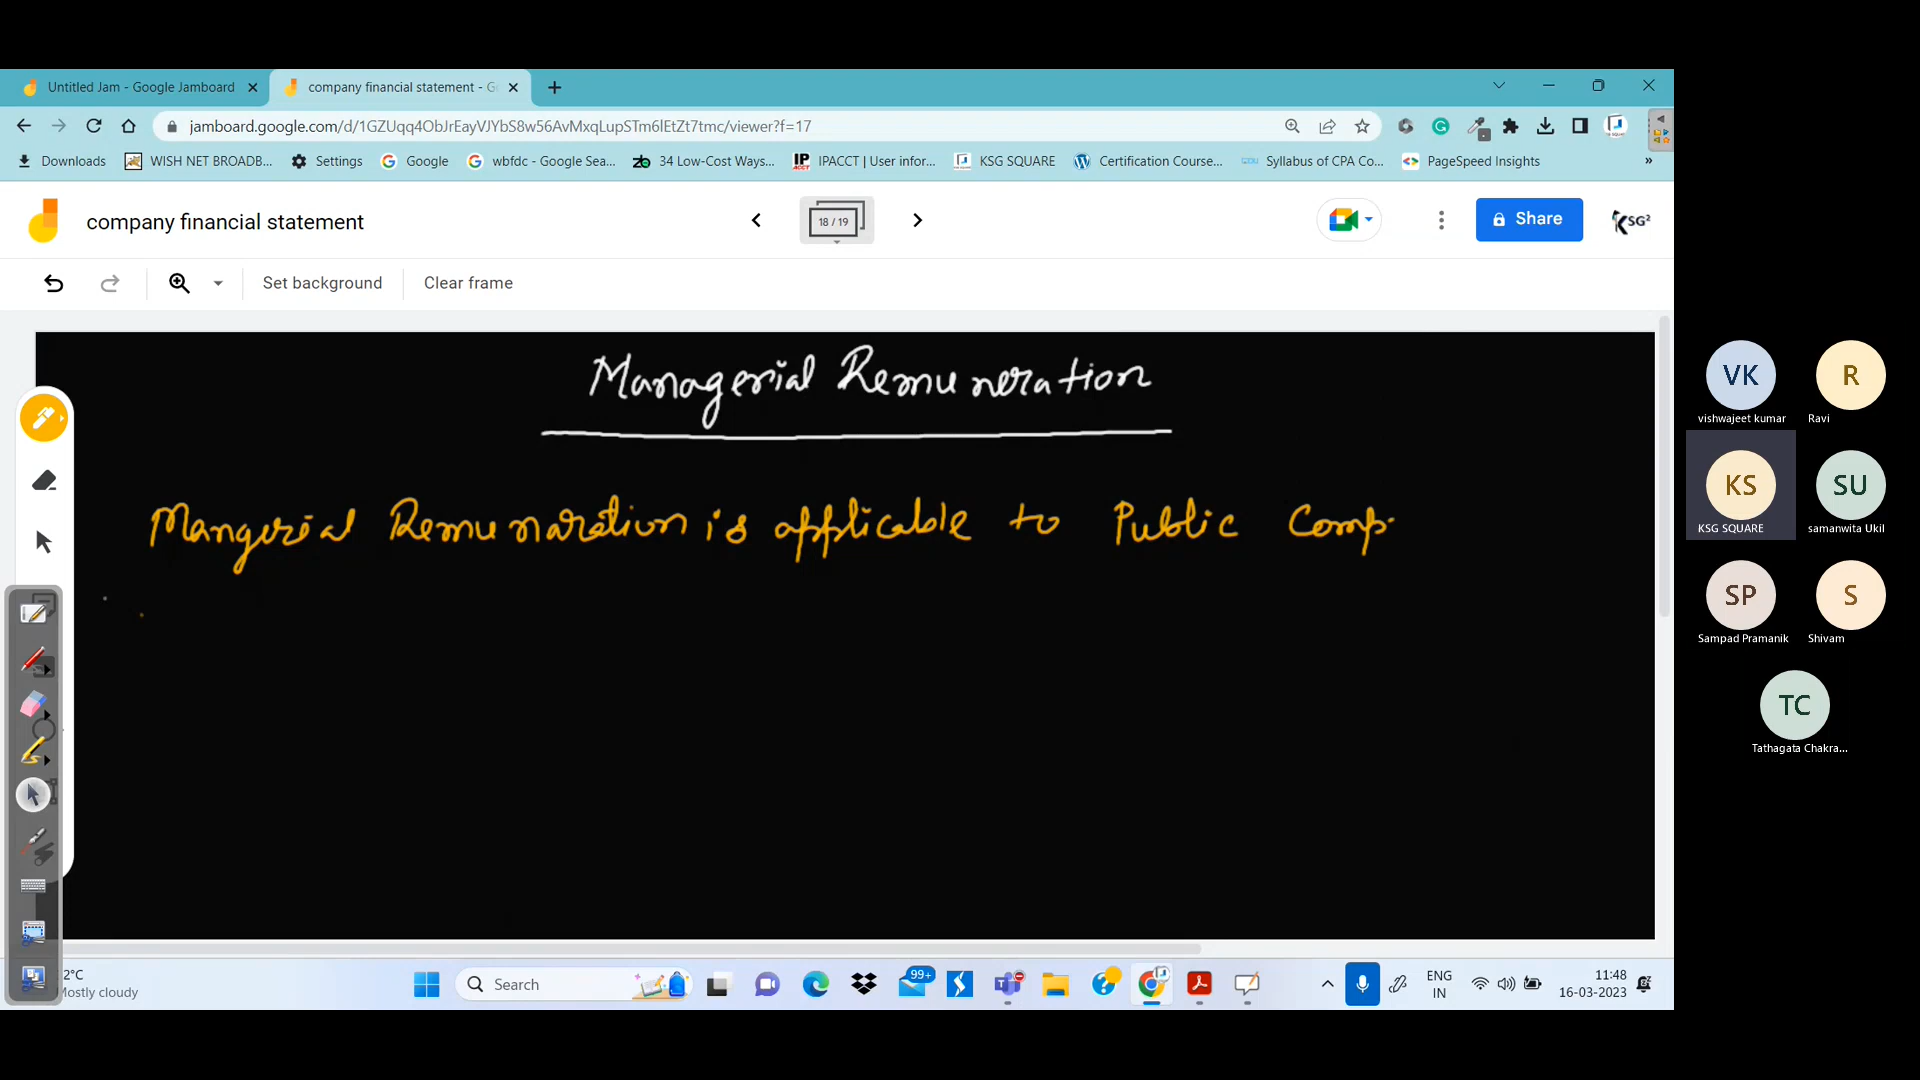 Untitled Jam - Google Jamboard
company financial statement - G
jamboard.google.com/d/1GZUqq4ObJrEayVJYbS8w56AvMxqLupSTm6lEtZt7tmc/viewer?f=17
Downloads WISH NET BROADB... Settings Google wbfdc - Google Sea... 34 Low-Cost Ways... IPACCT | User infor... KSG SQUARE Certification Course... Syllabus of CPA Co... PageSpeed Insights »
company financial statement
18 / 19
Share
KSG²
Set background Clear frame
Managerial Remuneration
Mangerial Remunaration is applicable to Public Comp.
VK R
vishwajeet kumar Ravi
KS SU
KSG SQUARE samanwita Ukil
SP S
Sampad Pramanik Shivam
TC
Tathagata Chakra...
2°C
Mostly cloudy
Search
99+
ENG
IN
11:48
16-03-2023